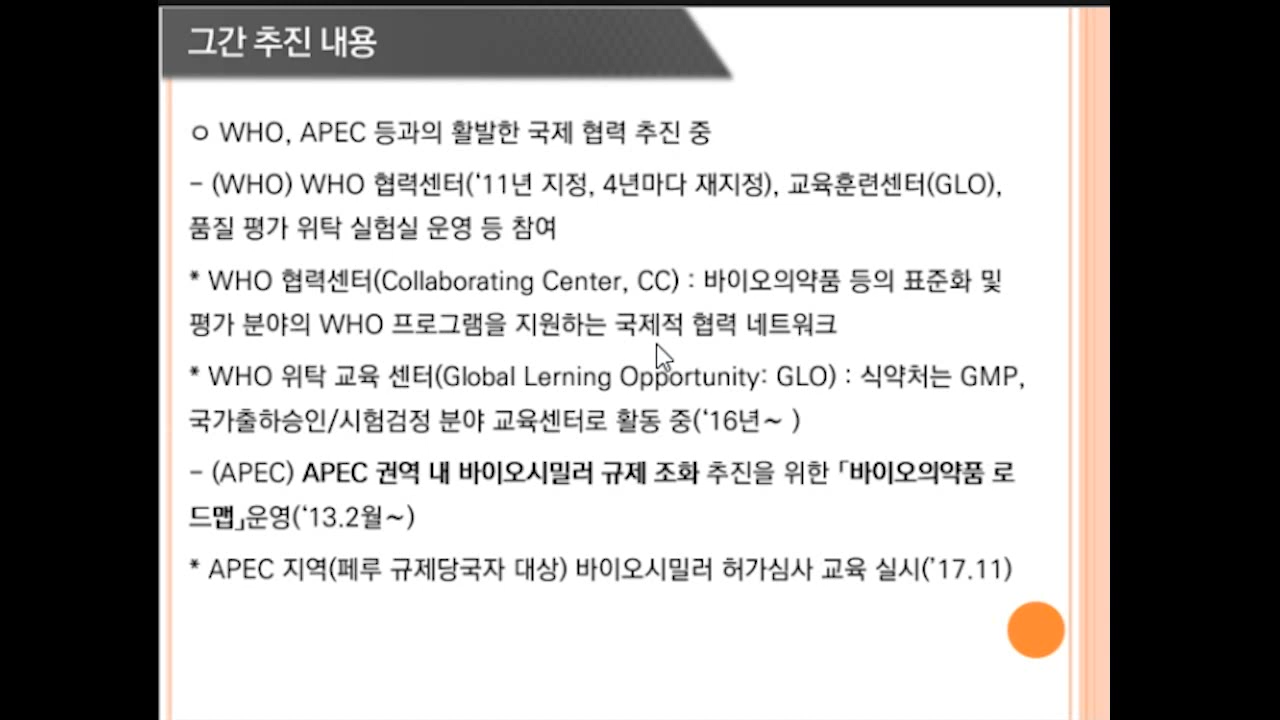 그간 추진 내용
ㅇ WHO, APEC 등과의 활발한 국제 협력 추진 중
- (WHO) WHO 협력센터(‘11년 지정, 4년마다 재지정), 교육훈련센터(GLO),
품질 평가 위탁 실험실 운영 등 참여
* WHO 협력센터(Collaborating Center, CC) : 바이오의약품 등의 표준화 및
평가 분야의 WHO 프로그램을 지원하는 국제적 협력 네트워크
* WHO 위탁 교육 센터(Global Lerning Opportunity: GLO) : 식약처는 GMP,
국가출하승인/시험검정 분야 교육센터로 활동 중(‘16년~ )
- (APEC) APEC 권역 내 바이오시밀러 규제 조화 추진을 위한 「바이오의약품 로
드맵」운영(‘13.2월~)
* APEC 지역(페루 규제당국자 대상) 바이오시밀러 허가심사 교육 실시(’17.11)